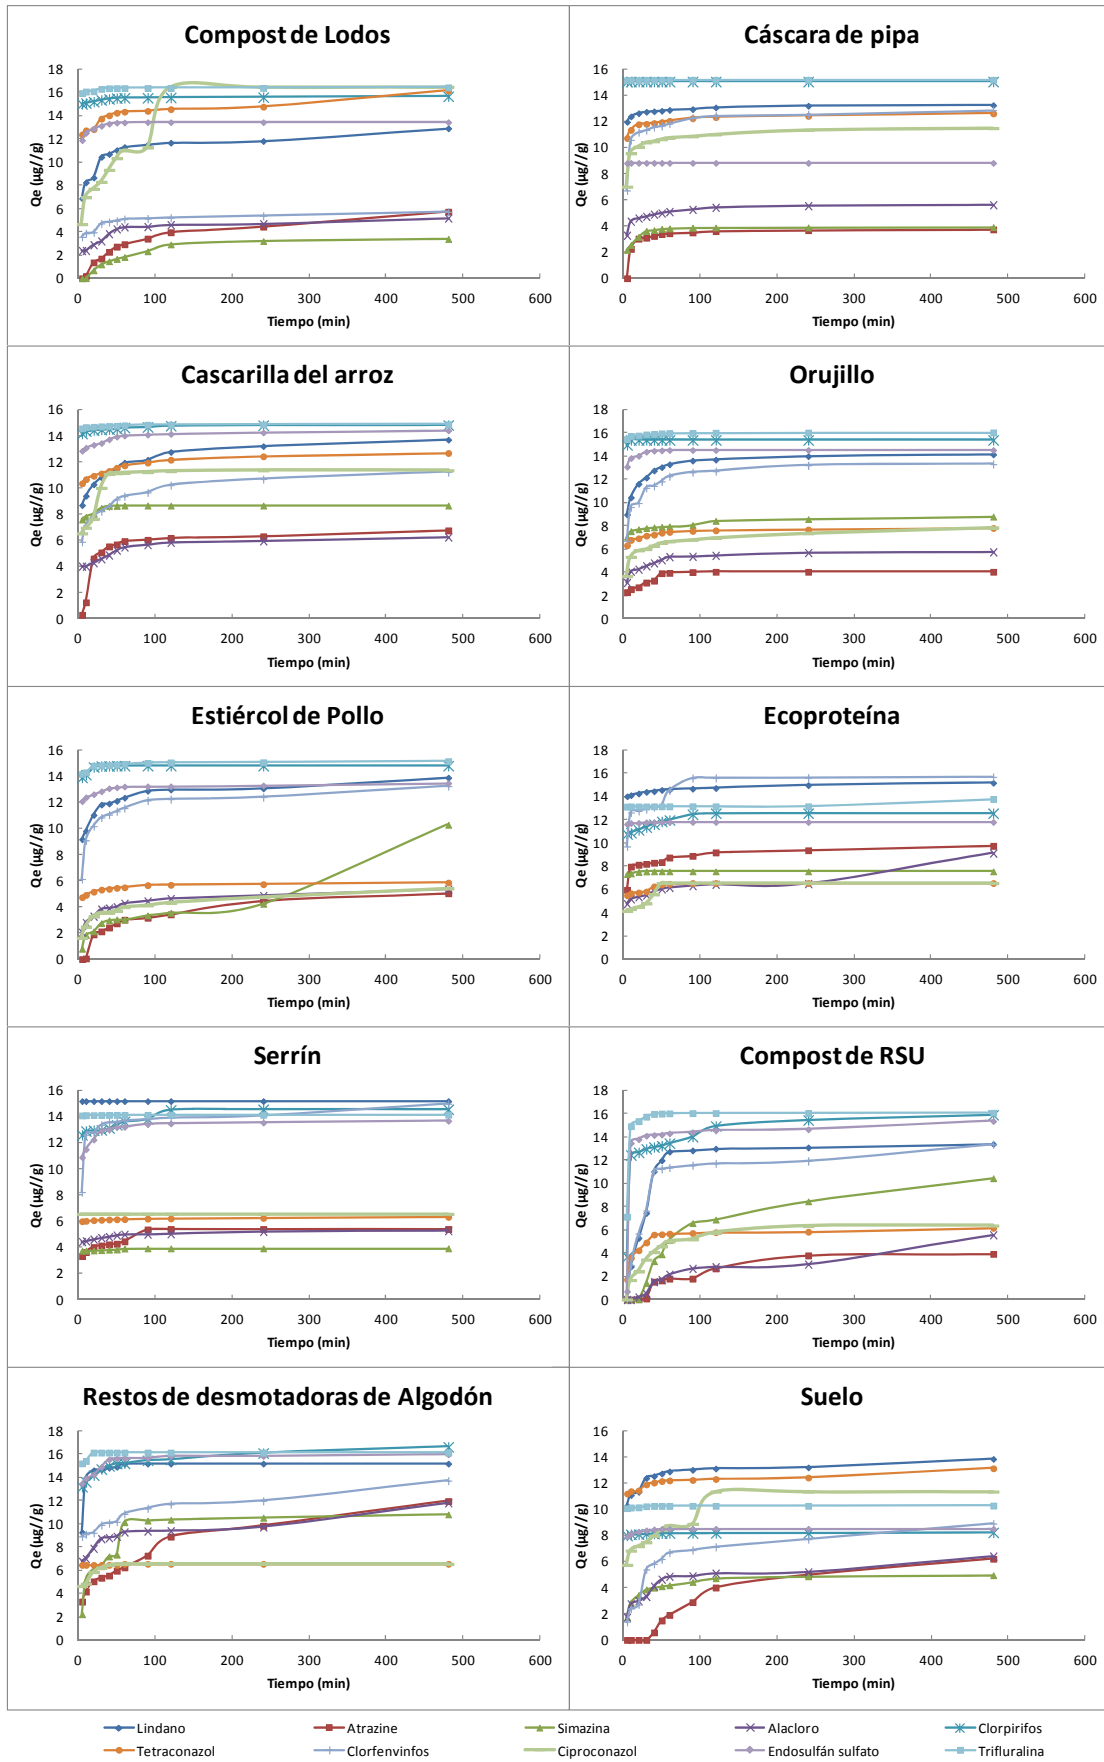 Compost de Lodos
Qe (µg//g)
18
16
14
12
10
8
6
4
2
0
0 100 200 300 400 500 600
Tiempo (min)
Cáscara de pipa
Qe (µg//g)
16
14
12
10
8
6
4
2
0
0 100 200 300 400 500 600
Tiempo (min)
Cascarilla del arroz
Qe (µg//g)
16
14
12
10
8
6
4
2
0
0 100 200 300 400 500 600
Tiempo (min)
Orujillo
Qe (µg//g)
18
16
14
12
10
8
6
4
2
0
0 100 200 300 400 500 600
Tiempo (min)
Estiércol de Pollo
Qe (µg//g)
16
14
12
10
8
6
4
2
0
0 100 200 300 400 500 600
Tiempo (min)
Ecoproteína
Qe (µg//g)
18
16
14
12
10
8
6
4
2
0
0 100 200 300 400 500 600
Tiempo (min)
Serrín
Qe (µg//g)
16
14
12
10
8
6
4
2
0
0 100 200 300 400 500 600
Tiempo (min)
Compost de RSU
Qe (µg//g)
18
16
14
12
10
8
6
4
2
0
0 100 200 300 400 500 600
Tiempo (min)
Restos de desmotadoras de Algodón
Qe (µg//g)
18
16
14
12
10
8
6
4
2
0
0 100 200 300 400 500 600
Tiempo (min)
Suelo
Qe (µg//g)
16
14
12
10
8
6
4
2
0
0 100 200 300 400 500 600
Tiempo (min)
Lindano Atrazine Simazina Alacloro Clorpirifos
Tetraconazol Clorfenvinfos Ciproconazol Endosulfán sulfato Trifluralina